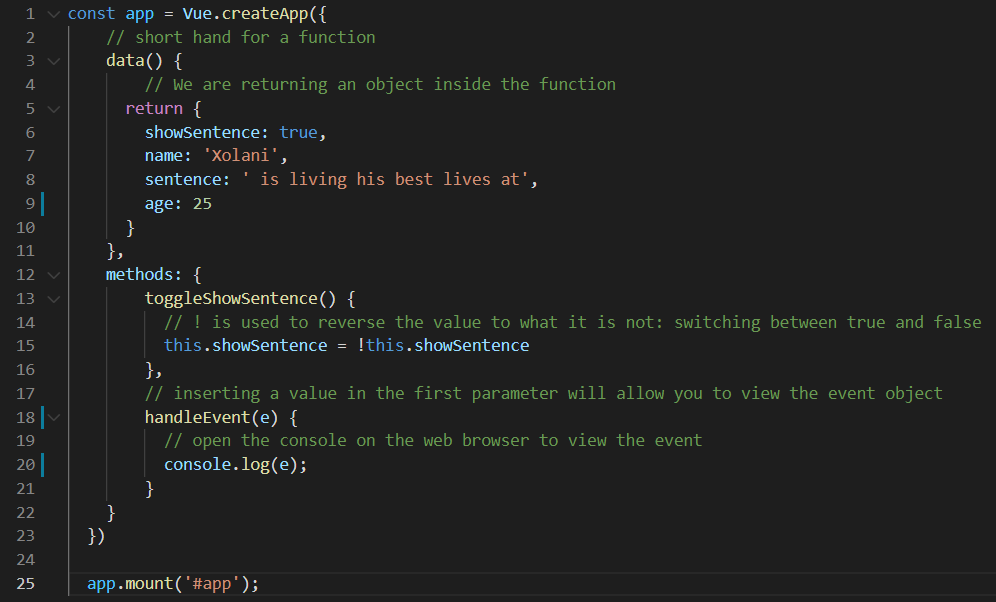 1 const app = Vue.createApp({
2 // short hand for a function
3 data() {
4 // We are returning an object inside the function
5 return {
6 showSentence: true,
7 name: 'Xolani',
8 sentence: ' is living his best lives at',
9 age: 25
10 }
11 },
12 methods: {
13 toggleShowSentence() {
14 // ! is used to reverse the value to what it is not: switching between true and false
15 this.showSentence = !this.showSentence
16 },
17 // inserting a value in the first parameter will allow you to view the event object
18 handleEvent(e) {
19 // open the console on the web browser to view the event
20 console.log(e);
21 }
22 }
23 })
24
25 app.mount('#app');